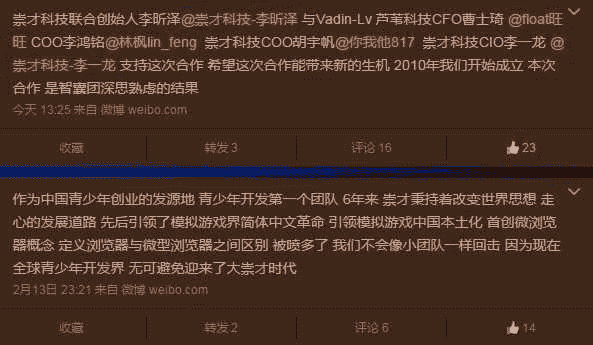 崇才科技联合创始人李昕泽@崇才科技-李昕泽 与Vadin-Lv 芦苇科技CFO曹士琦 @float旺
旺 COO李鸿铭@林枫lin_feng 崇才科技COO胡宇帆@你我他817 崇才科技CIO李一龙 @
崇才科技-李一龙 支持这次合作 希望这次合作能带来新的生机 2010年我们开始成立 本次
合作 是智囊团深思熟虑的结果
今天 13:25 来自 微博 weibo.com
收藏 转发 3 评论 16 23
作为中国青少年创业的发源地 青少年开发第一个团队 6年来 崇才秉持着改变世界思想 走
心的发展道路 先后引领了模拟游戏界简体中文革命 引领模拟游戏中国本土化 首创微浏览
器概念 定义浏览器与微型浏览器之间区别 被喷多了 我们不会像小团队一样回击 因为现在
全球青少年开发界 无可避免迎来了大崇才时代
2月13日 23:21 来自 微博 weibo.com
收藏 转发 2 评论 6 14